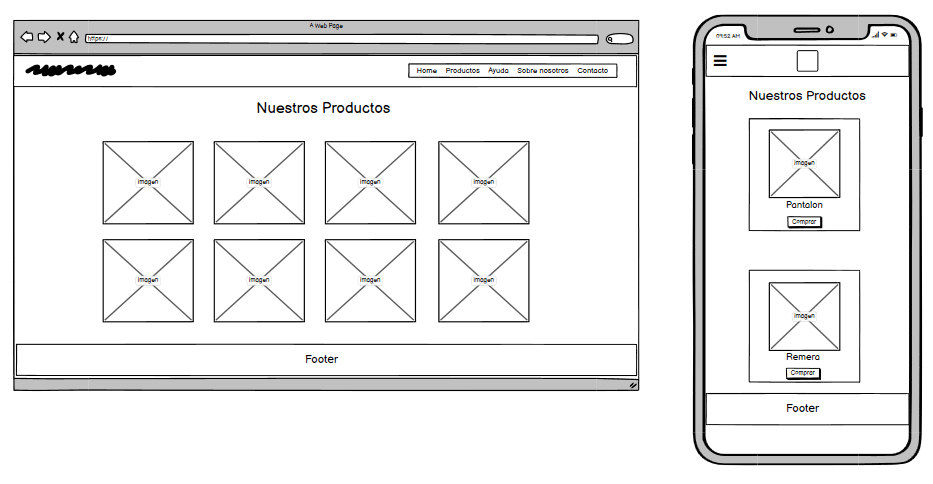 A Web Page
https://
Home Productos Ayuda Sobre nosotros Contacto
Nuestros Productos
imagen imagen imagen imagen
imagen imagen imagen imagen
Footer
09:52 AM
Nuestros Productos
imagen
Pantalon
Comprar
imagen
Remera
Comprar
Footer